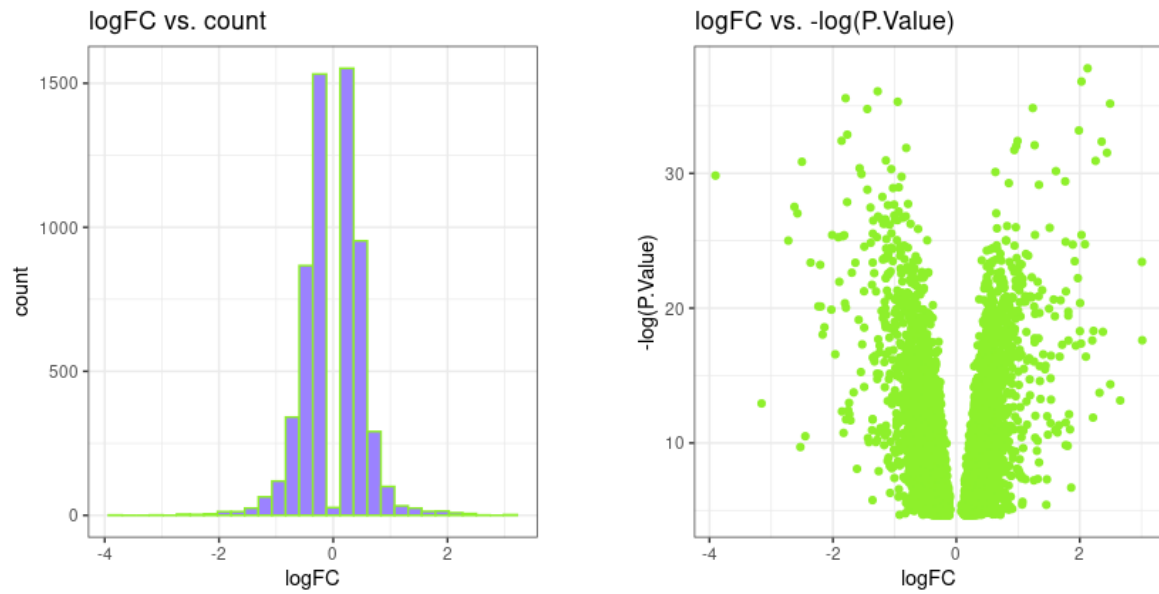 logFC vs. count
1500
1000
500
0
count
-4
-2
0
2
logFC
logFC vs. -log(P.Value)
30
20
10
-log(P.Value)
-4
-2
0
2
logFC